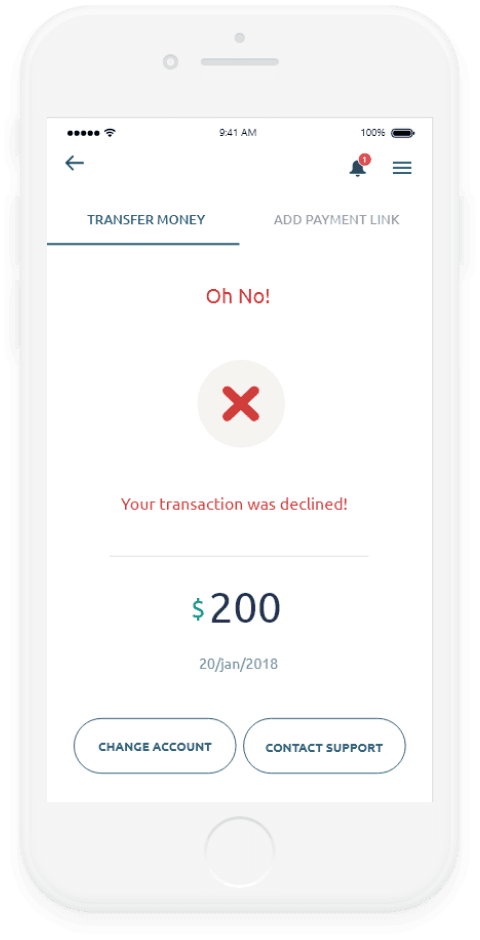 9:41 AM
100%
1
TRANSFER MONEY
ADD PAYMENT LINK
Oh No!
Your transaction was declined!
$200
20/jan/2018
CHANGE ACCOUNT
CONTACT SUPPORT